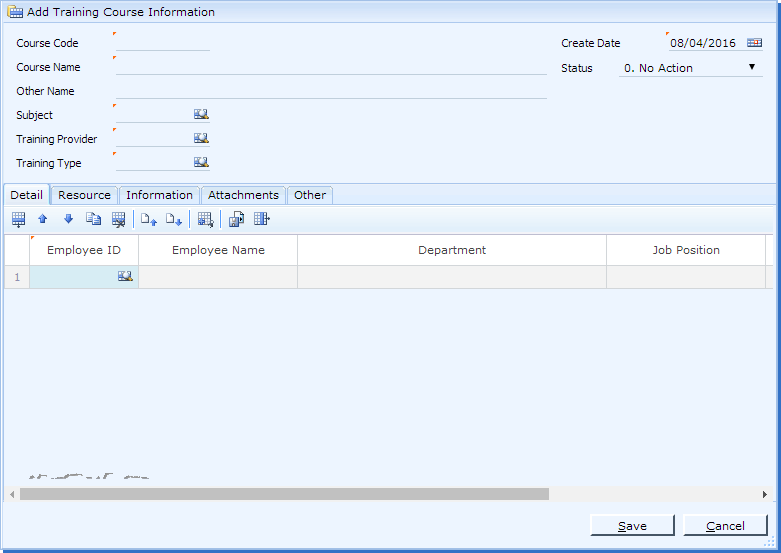 Add Training Course Information
Course Code
Create Date 08/04/2016
Course Name
Status 0. No Action
Other Name
Subject
Training Provider
Training Type
Detail Resource Information Attachments Other
Employee ID Employee Name Department Job Position
1
Save Cancel